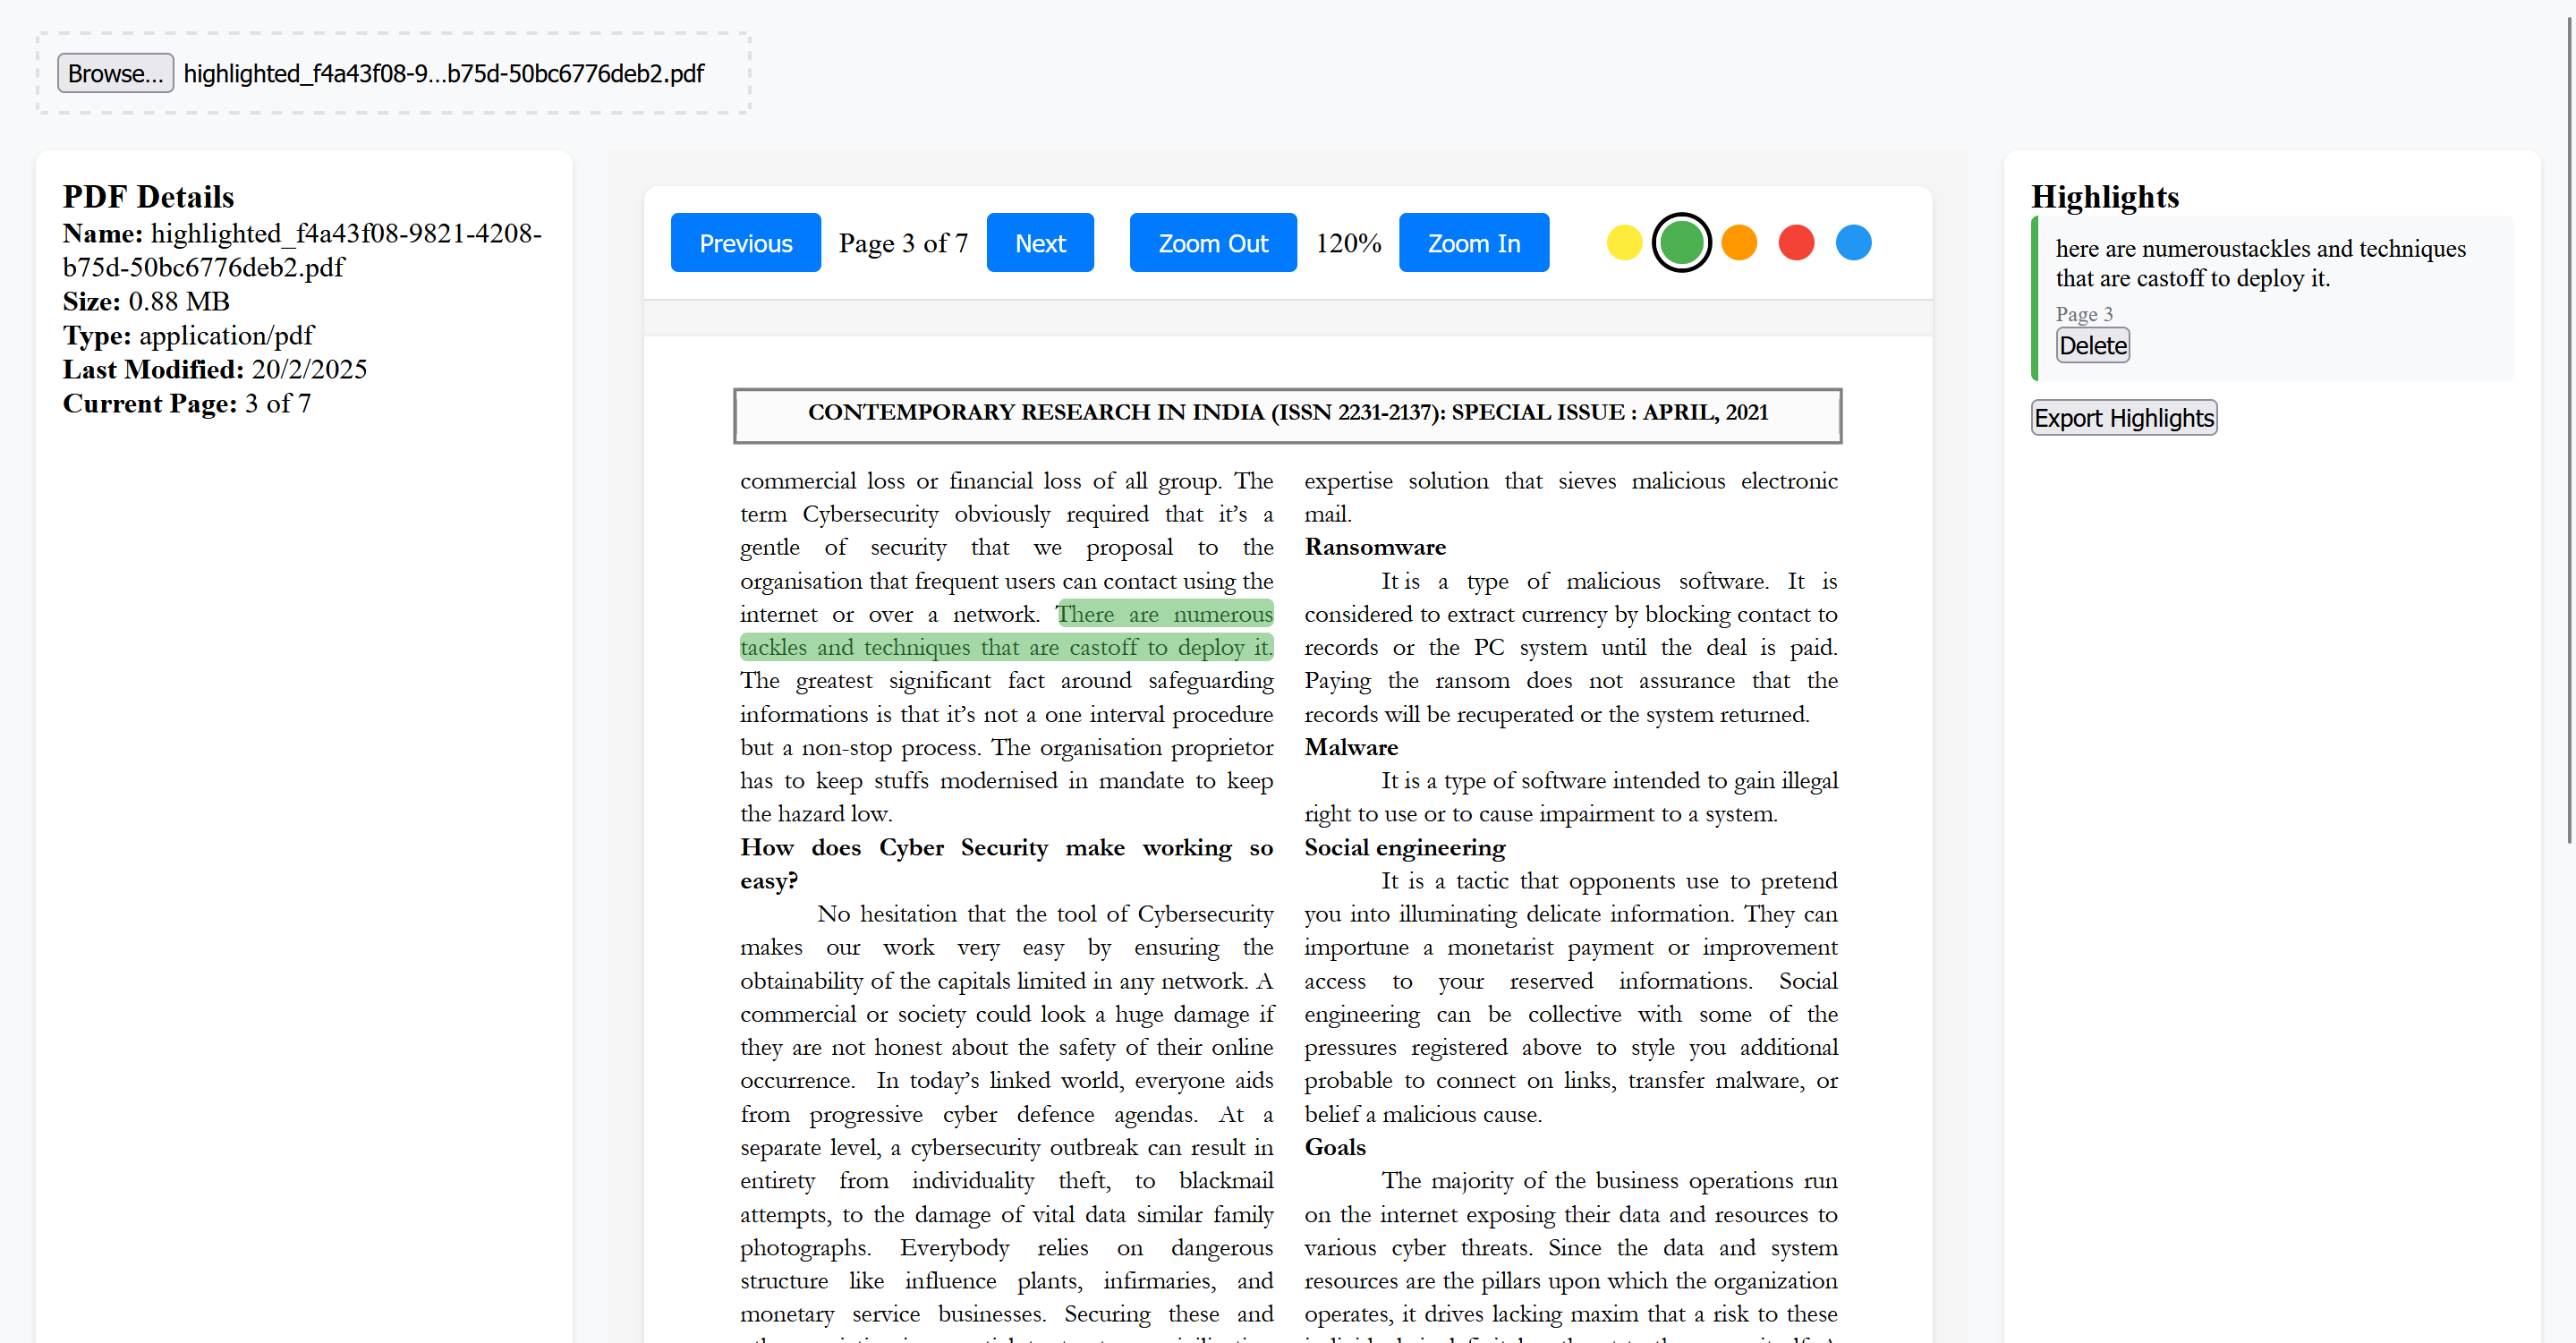 Browse... highlighted_f4a43f08-9...b75d-50bc6776deb2.pdf
PDF Details
Name: highlighted_f4a43f08-9821-4208-
b75d-50bc6776deb2.pdf
Size: 0.88 MB
Type: application/pdf
Last Modified: 20/2/2025
Current Page: 3 of 7
Previous Page 3 of 7 Next Zoom Out 120% Zoom In
CONTEMPORARY RESEARCH IN INDIA (ISSN 2231-2137): SPECIAL ISSUE : APRIL, 2021
commercial loss or financial loss of all group. The
term Cybersecurity obviously required that it’s a
gentle of security that we proposal to the
organisation that frequent users can contact using the
internet or over a network. There are numerous
tackles and techniques that are castoff to deploy it.
The greatest significant fact around safeguarding
informations is that it’s not a one interval procedure
but a non-stop process. The organisation proprietor
has to keep stuffs modernised in mandate to keep
the hazard low.
How does Cyber Security make working so
easy?
No hesitation that the tool of Cybersecurity
makes our work very easy by ensuring the
obtainability of the capitals limited in any network. A
commercial or society could look a huge damage if
they are not honest about the safety of their online
occurrence. In today’s linked world, everyone aids
from progressive cyber defence agendas. At a
separate level, a cybersecurity outbreak can result in
entirety from individuality theft, to blackmail
attempts, to the damage of vital data similar family
photographs. Everybody relies on dangerous
structure like influence plants, infirmaries, and
monetary service businesses. Securing these and
expertise solution that sieves malicious electronic
mail.
Ransomware
It is a type of malicious software. It is
considered to extract currency by blocking contact to
records or the PC system until the deal is paid.
Paying the ransom does not assurance that the
records will be recuperated or the system returned.
Malware
It is a type of software intended to gain illegal
right to use or to cause impairment to a system.
Social engineering
It is a tactic that opponents use to pretend
you into illuminating delicate information. They can
importune a monetarist payment or improvement
access to your reserved informations. Social
engineering can be collective with some of the
pressures registered above to style you additional
probable to connect on links, transfer malware, or
belief a malicious cause.
Goals
The majority of the business operations run
on the internet exposing their data and resources to
various cyber threats. Since the data and system
resources are the pillars upon which the organization
operates, it drives lacking maxim that a risk to these
Highlights
here are numeroustackles and techniques
that are castoff to deploy it.
Page 3
Delete
Export Highlights